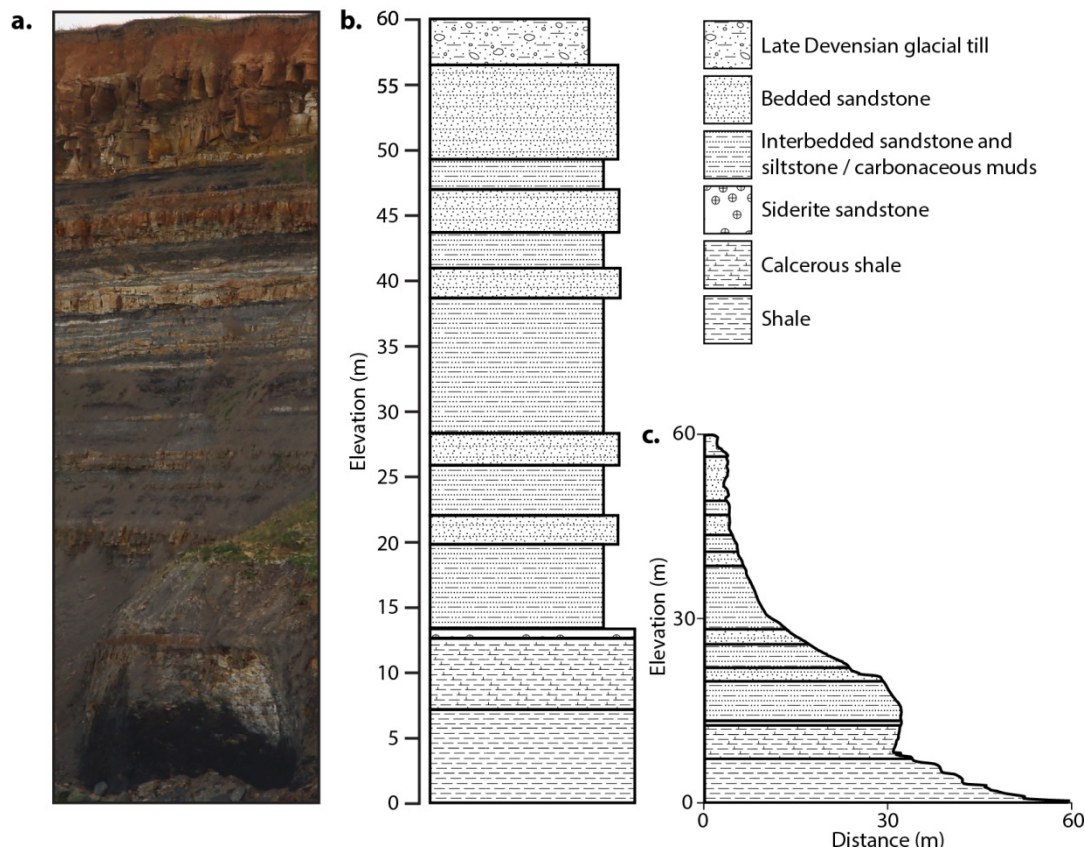 a.
b.
60
55
50
45
40
35
30
25
20
15
10
5
0
Elevation (m)
Late Devensian glacial till
Bedded sandstone
Interbedded sandstone and
siltstone / carbonaceous muds
Siderite sandstone
Calcerous shale
Shale
c.
60
30
0
Elevation (m)
0
30
60
Distance (m)